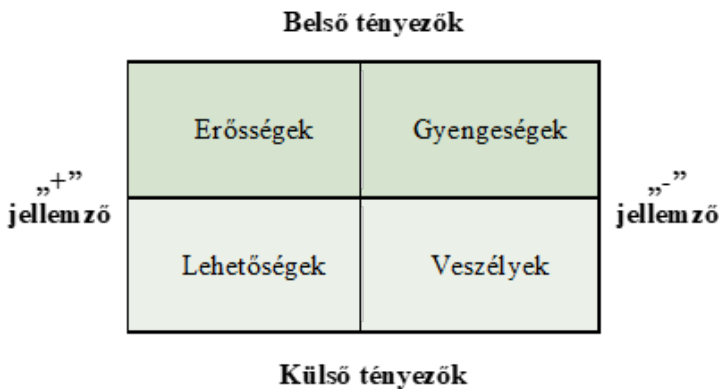 Belső tényezők
Erősségek
Gyengeségek
„+”
jellemző
„-”
jellemző
Lehetőségek
Veszélyek
Külső tényezők